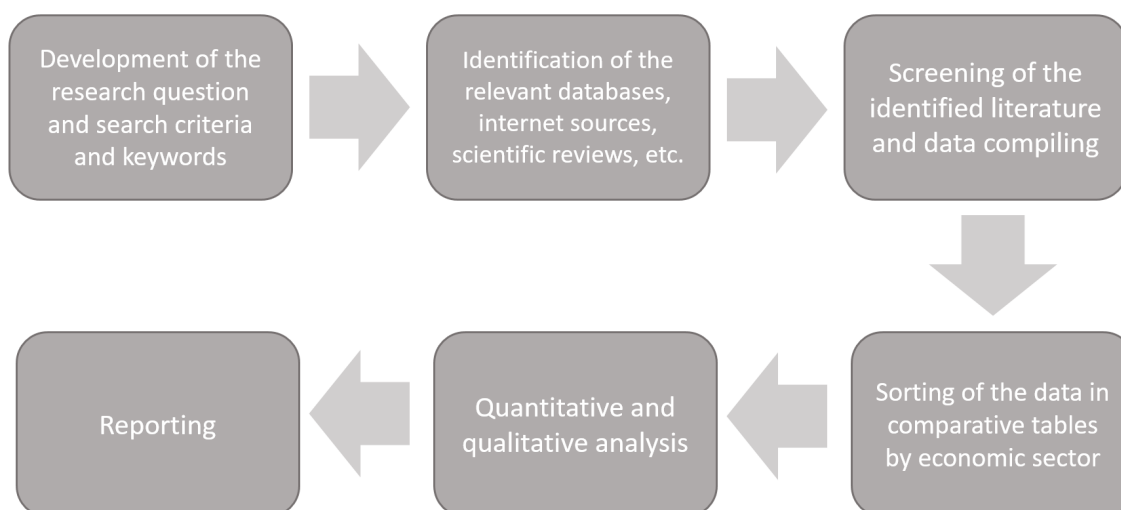 Development of the
research question
and search criteria
and keywords
Identification of the
relevant databases,
internet sources,
scientific reviews, etc.
Screening of the
identified literature
and data compiling
Sorting of the data in
comparative tables
by economic sector
Quantitative and
qualitative analysis
Reporting